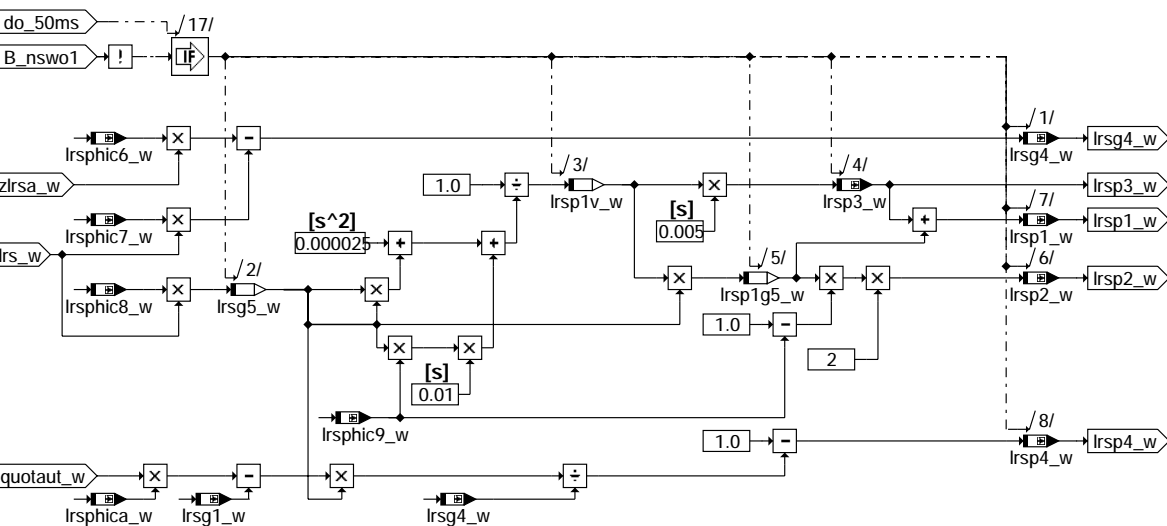 do_50ms
/17/
B_nswo1
!
IF
/1/
lrsphic6_w
lrsg4_w
lrsg4_w
zlrsa_w
1.0
/3/
lrsp1v_w
/4/
lrsp3_w
lrsp3_w
lrsphic7_w
[s^2]
0.000025
[s]
0.005
/7/
lrsp1_w
lrsp1_w
lrs_w
/2/
lrsphic8_w
lrsg5_w
/5/
lrsp1g5_w
/6/
lrsp2_w
lrsp2_w
1.0
2
[s]
0.01
lrsphic9_w
1.0
/8/
lrsp4_w
lrsp4_w
quotaut_w
lrsphica_w
lrsg1_w
lrsg4_w